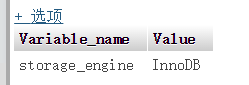 + 选项
Variable_name Value
storage_engine InnoDB